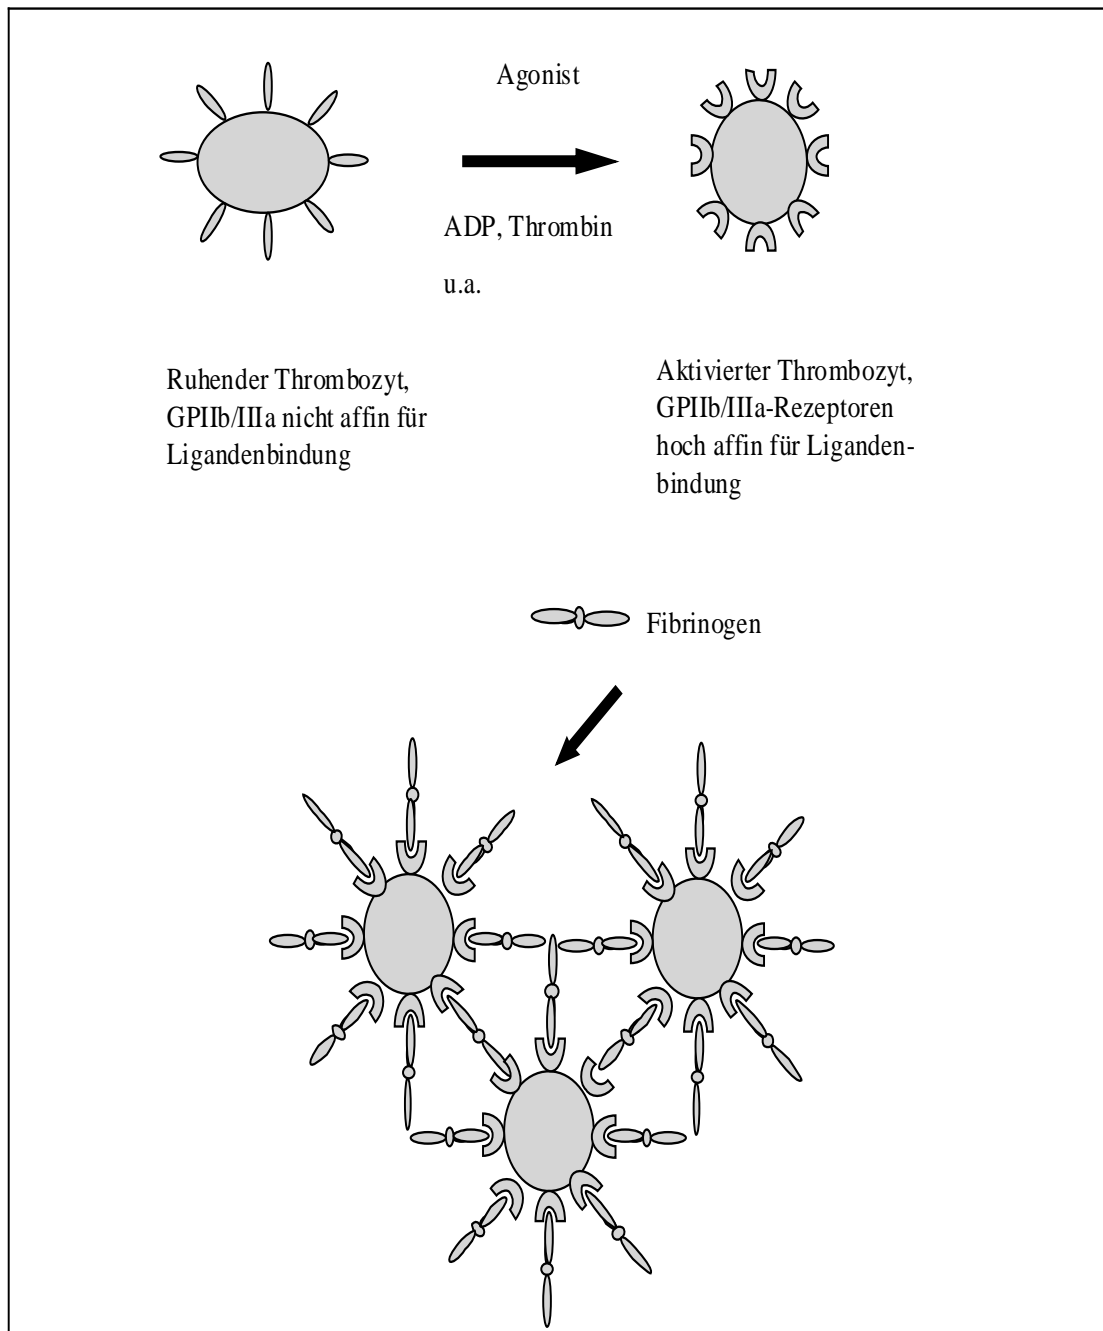 Agonist
ADP, Thrombin
u.a.
Ruhender Thrombozyt,
GPIIb/IIIa nicht affin für
Ligandenbindung
Aktivierter Thrombozyt,
GPIIb/IIIa-Rezeptoren
hoch affin für Liganden-
bindung
Fibrinogen